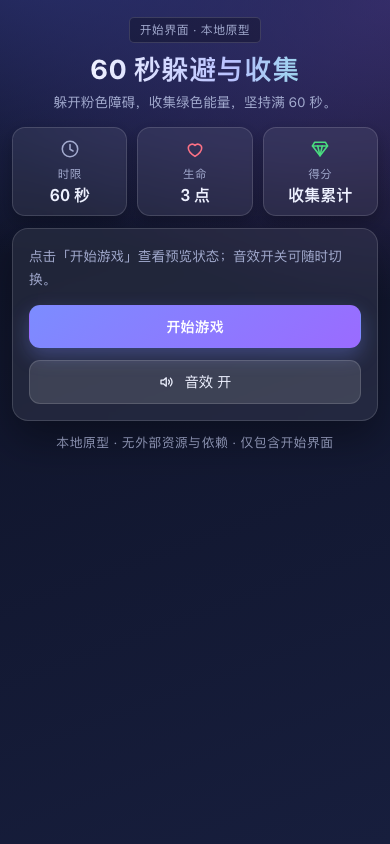 开始界面 · 本地原型
60 秒躲避与收集
躲开粉色障碍，收集绿色能量，坚持满 60 秒。
时限
60 秒
生命
3 点
得分
收集累计
点击「开始游戏」查看预览状态；音效开关可随时切
换。
开始游戏
音效 开
本地原型 · 无外部资源与依赖 · 仅包含开始界面